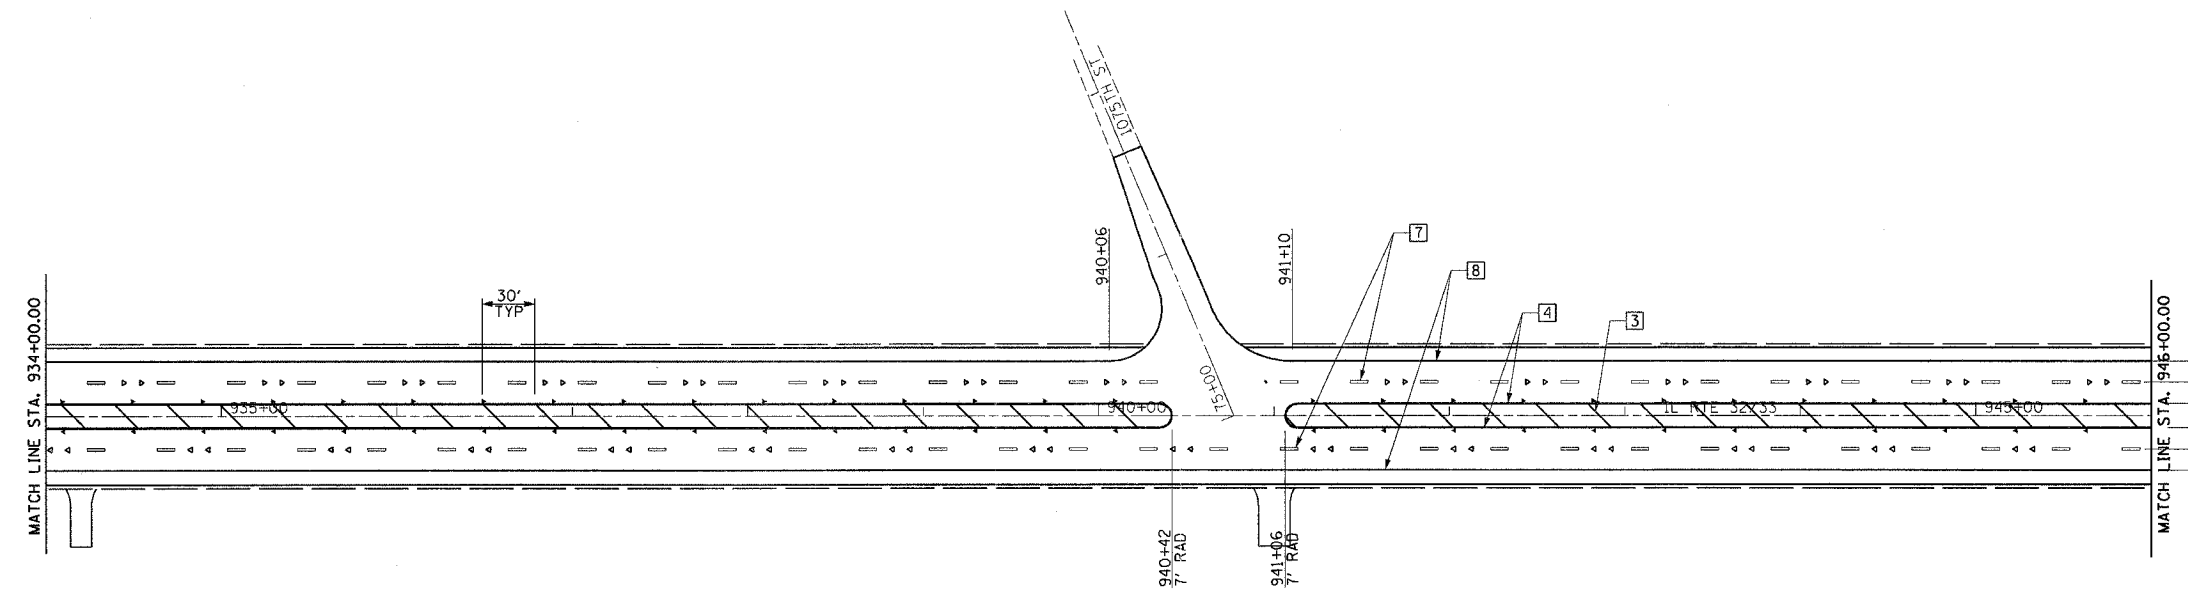 1075TH ST
940+06
941+10
7
8
4
3
30'
TYP
MATCH LINE STA. 934+00.00
MATCH LINE STA. 946+00.00
75+00
935+00
940+00
IL RTE 32/33
945+00
940+42
7' RAD
941+06
7' RAD